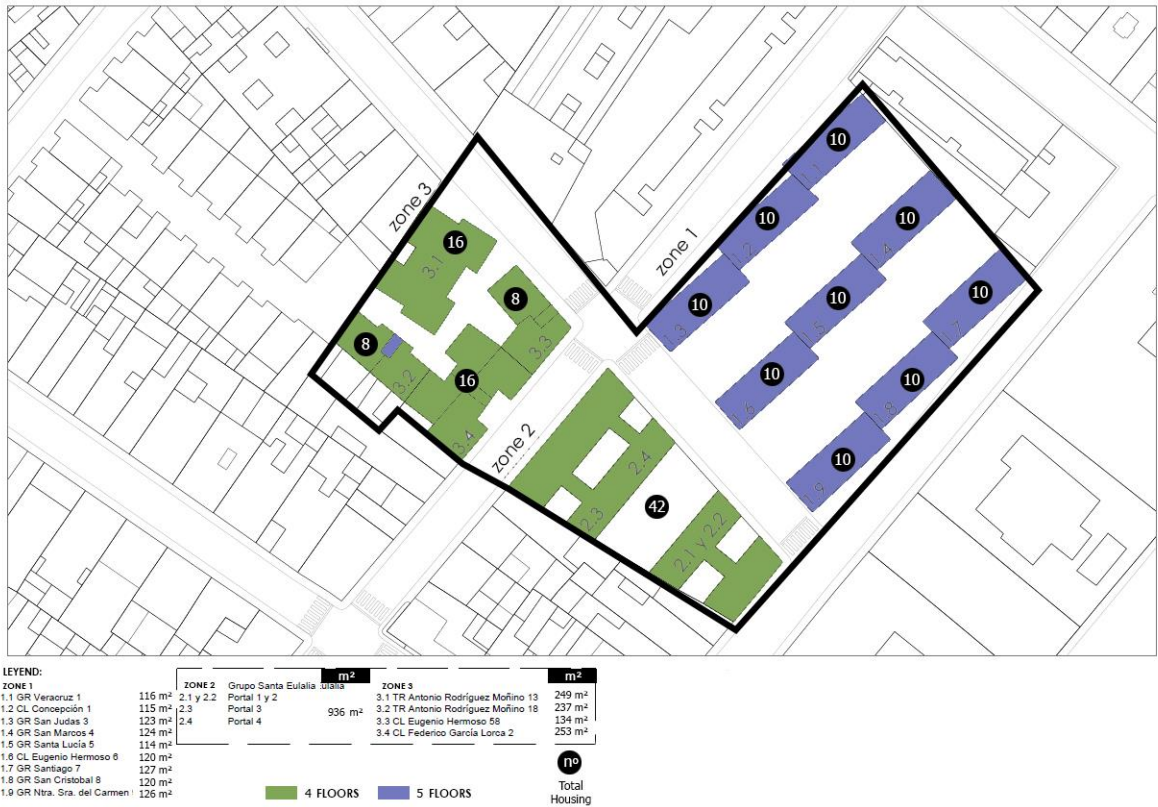 zone 3
zone 1
zone 2
10
1.1
10
1.2
10
1.3
10
1.4
10
1.5
10
1.6
10
1.7
10
1.8
10
1.9
16
3.1
8
3.3
8
3.2
16
3.4
2.4
2.3
42
2.1 y 2.2
LEYEND:
ZONE 1
1.1 GR Veracruz 1 116 m²
1.2 CL Concepción 1 115 m²
1.3 GR San Judas 3 123 m²
1.4 GR San Marcos 4 124 m²
1.5 GR Santa Lucía 5 114 m²
1.6 CL Eugenio Hermoso 6 120 m²
1.7 GR Santiago 7 127 m²
1.8 GR San Cristobal 8 120 m²
1.9 GR Ntra. Sra. del Carmen 126 m²
m²
ZONE 2 Grupo Santa Eulalia
2.1 y 2.2 Portal 1 y 2
2.3 Portal 3
2.4 Portal 4
936 m²
m²
ZONE 3
3.1 TR Antonio Rodríguez Moñino 13 249 m²
3.2 TR Antonio Rodríguez Moñino 18 237 m²
3.3 CL Eugenio Hermoso 58 134 m²
3.4 CL Federico García Lorca 2 253 m²
4 FLOORS
5 FLOORS
nº
Total
Housing